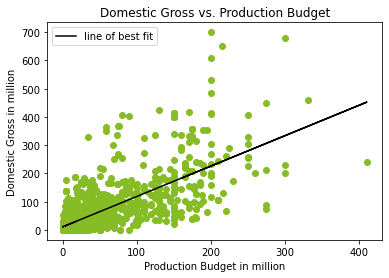 Domestic Gross vs. Production Budget
line of best fit
Domestic Gross in million
700
600
500
400
300
200
100
0
0 100 200 300 400
Production Budget in million